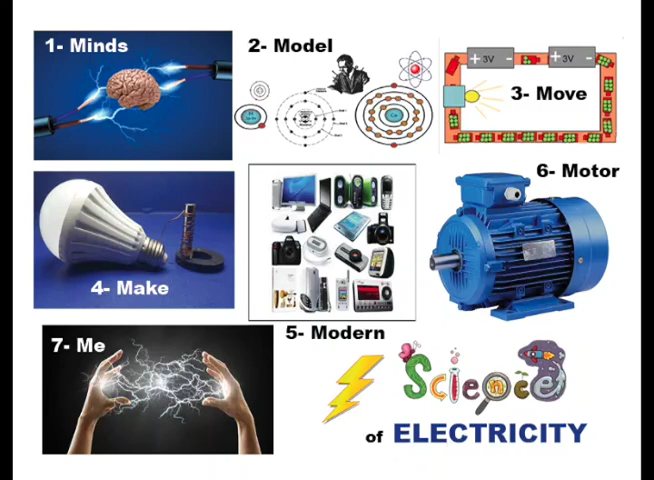 1- Minds
2- Model
+ 3V -
+ 3V -
3- Move
4- Make
6- Motor
7- Me
5- Modern
Science
of ELECTRICITY